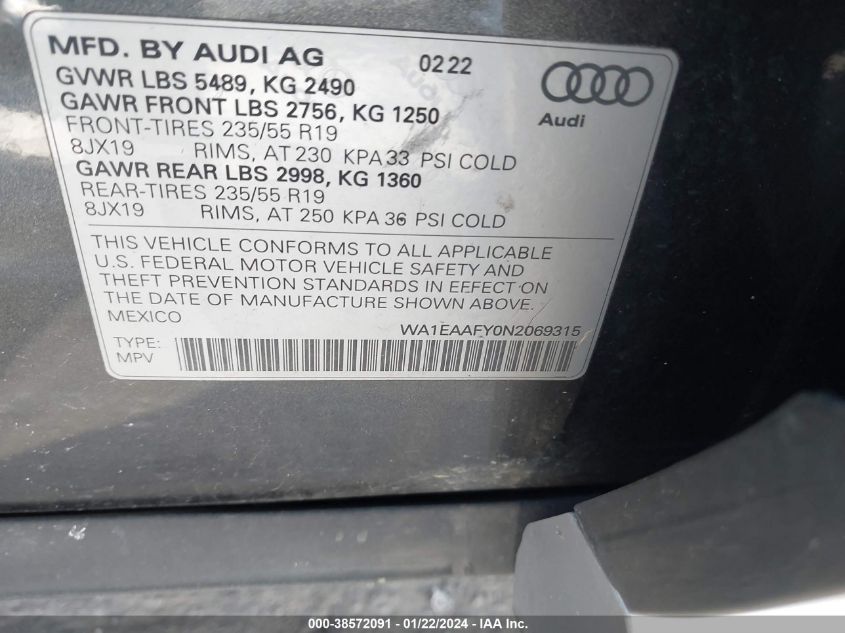 MFD. BY AUDI AG 02 22
GVWR LBS 5489, KG 2490
GAWR FRONT LBS 2756, KG 1250
FRONT-TIRES 235/55 R19
8JX19 RIMS, AT 230 KPA 33 PSI COLD
GAWR REAR LBS 2998, KG 1360
REAR-TIRES 235/55 R19
8JX19 RIMS, AT 250 KPA 36 PSI COLD
Audi
THIS VEHICLE CONFORMS TO ALL APPLICABLE
U.S. FEDERAL MOTOR VEHICLE SAFETY AND
THEFT PREVENTION STANDARDS IN EFFECT ON
THE DATE OF MANUFACTURE SHOWN ABOVE.
MEXICO
WA1EAAFY0N2069315
TYPE:
MPV
000-38572091 - 01/22/2024 - IAA, Inc.